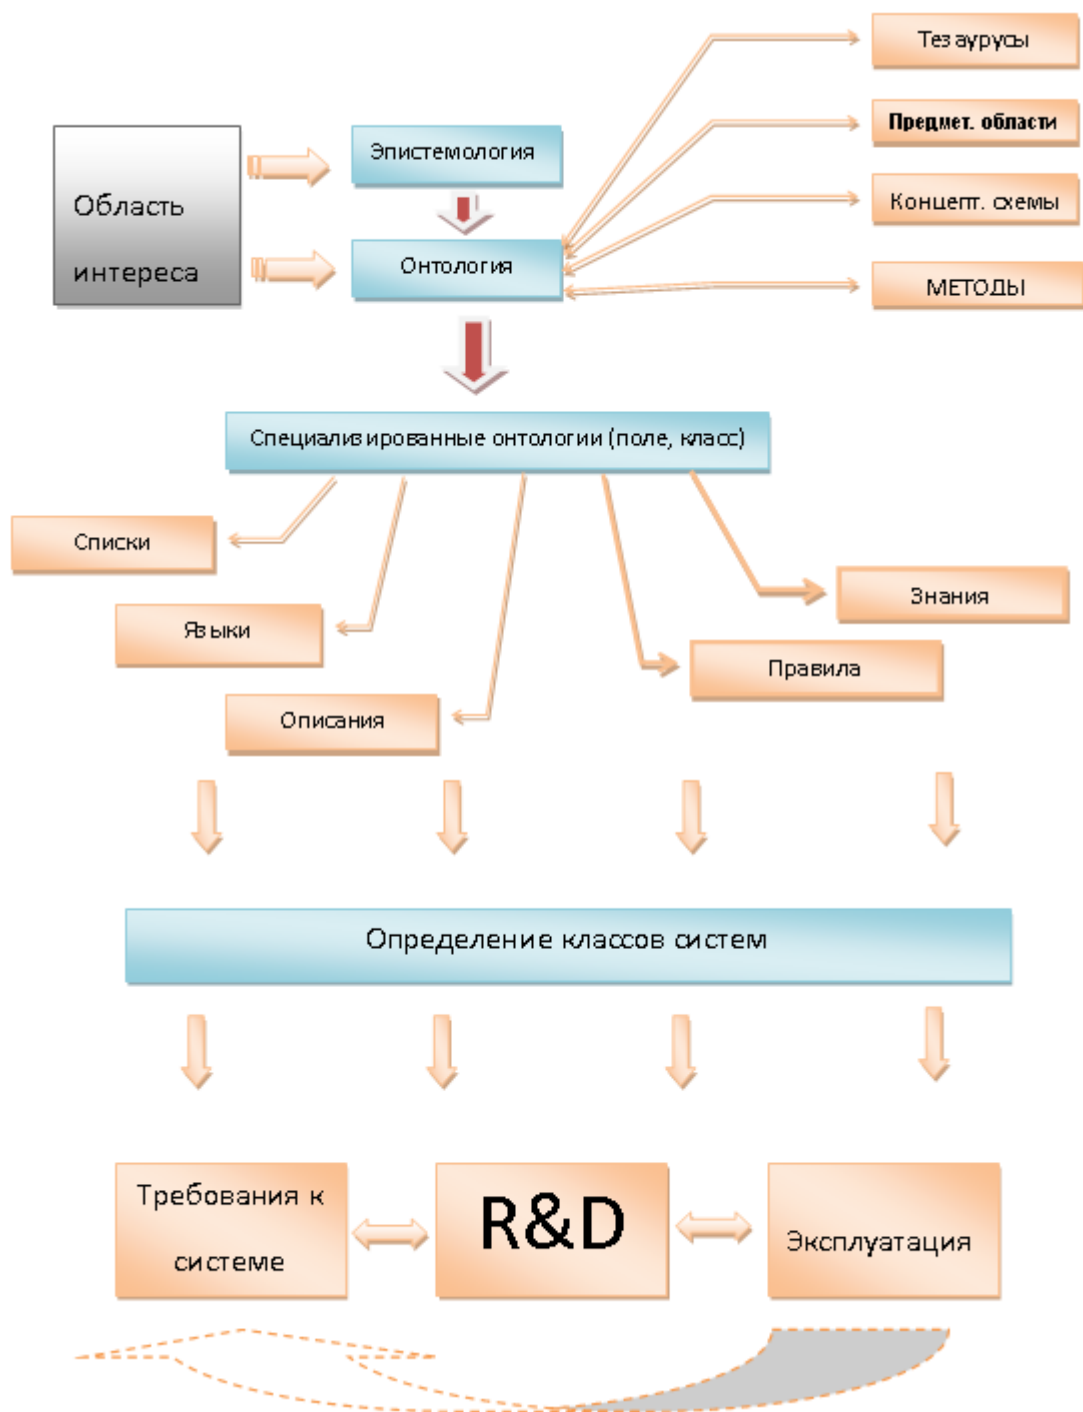 Тезаурусы
Предмет. области
Эпистемология
Область
интереса
Концепт. схемы
Онтология
МЕТОДЫ
Специализированные онтологии (поле, класс)
Списки
Знания
Языки
Правила
Описания
Определение классов систем
Требования к
системе
R&D
Эксплуатация